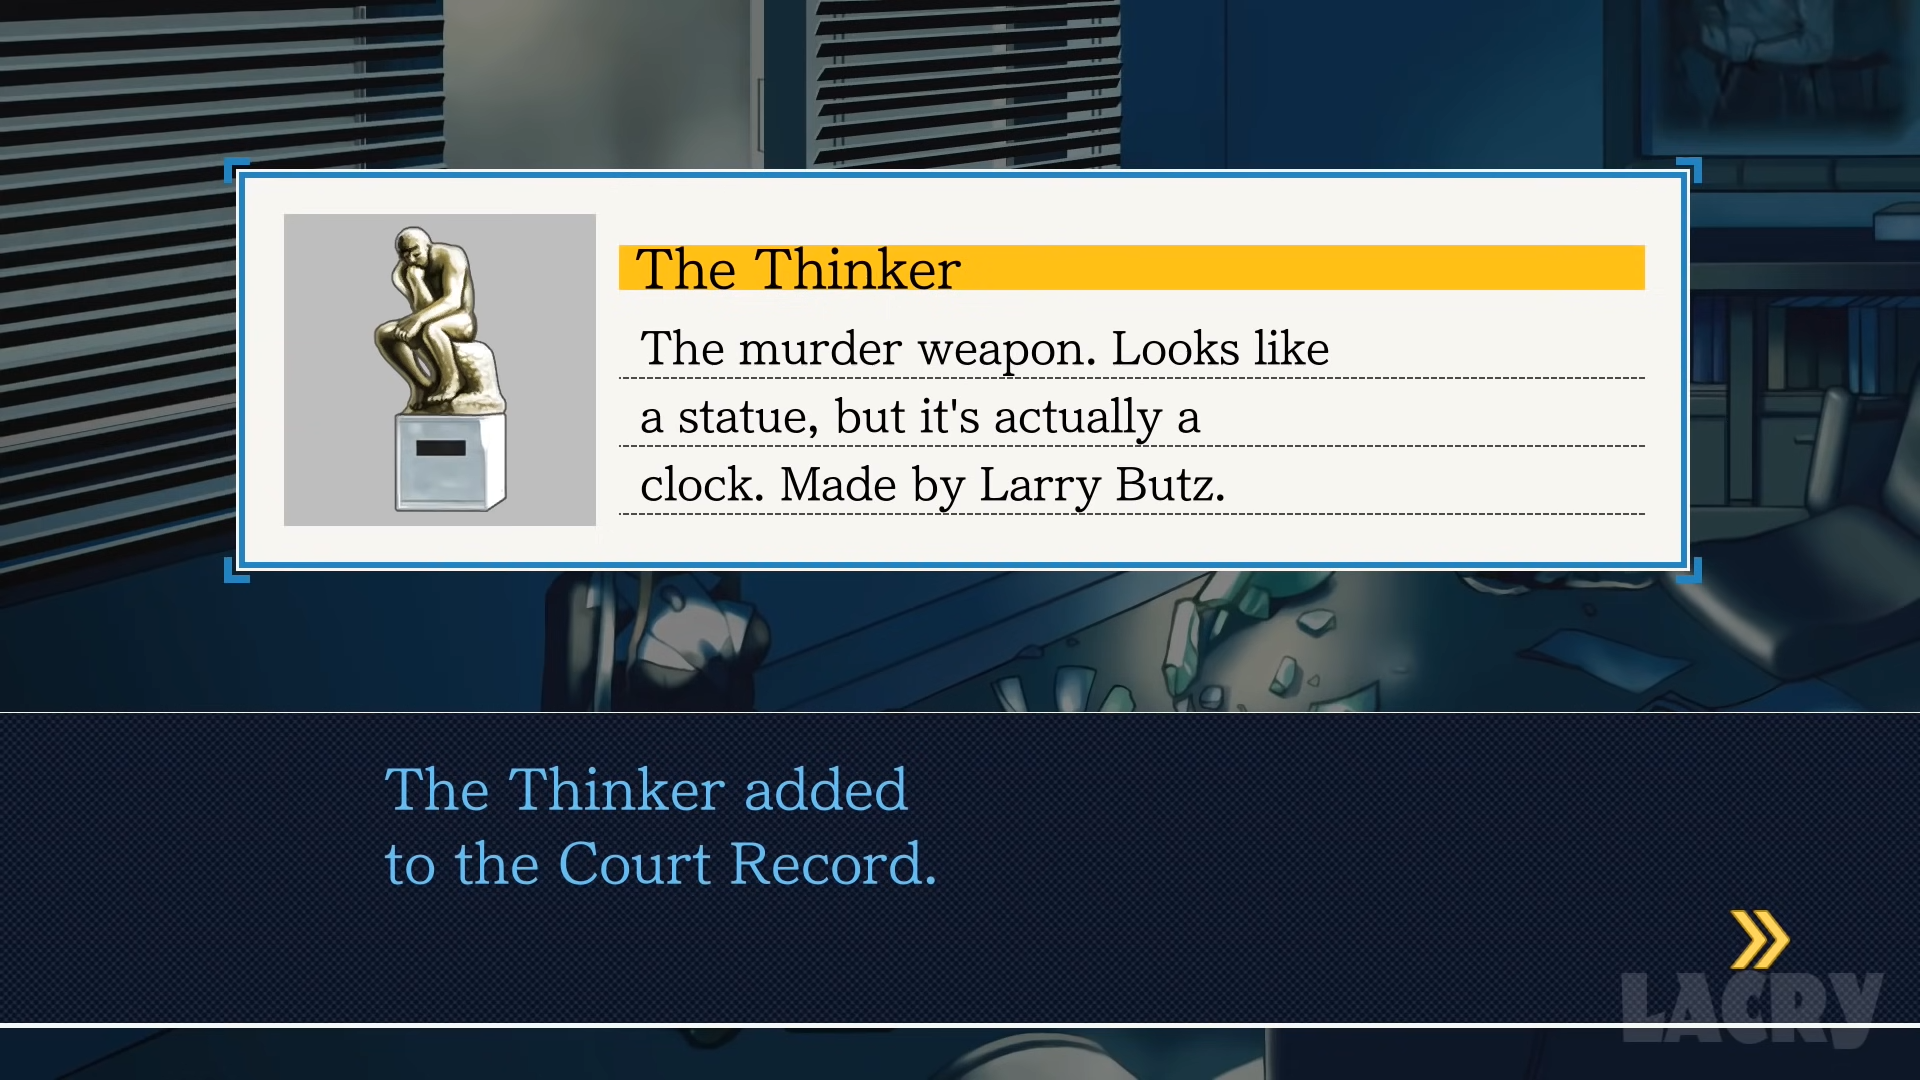 The Thinker
The murder weapon. Looks like
a statue, but it's actually a
clock. Made by Larry Butz.
The Thinker added
to the Court Record.
LACRY